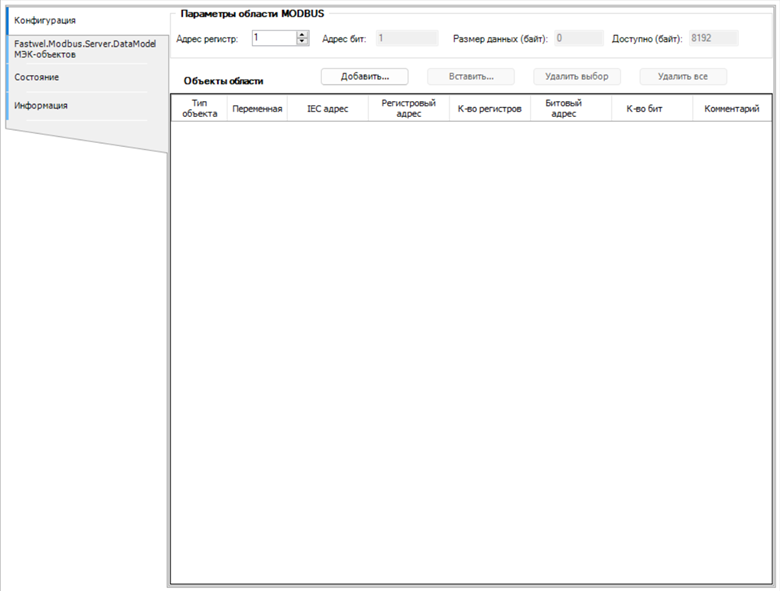 Конфигурация
Fastwel.Modbus.Server.DataModel
МЭК-объектов
Состояние
Информация
Параметры области MODBUS
Адрес регистр: 1 Адрес бит: 1 Размер данных (байт): 0 Доступно (байт): 8192
Объекты области Добавить... Вставить... Удалить выбор Удалить все
Тип объекта Переменная IEC адрес Регистровый адрес К-во регистров Битовый адрес К-во бит Комментарий